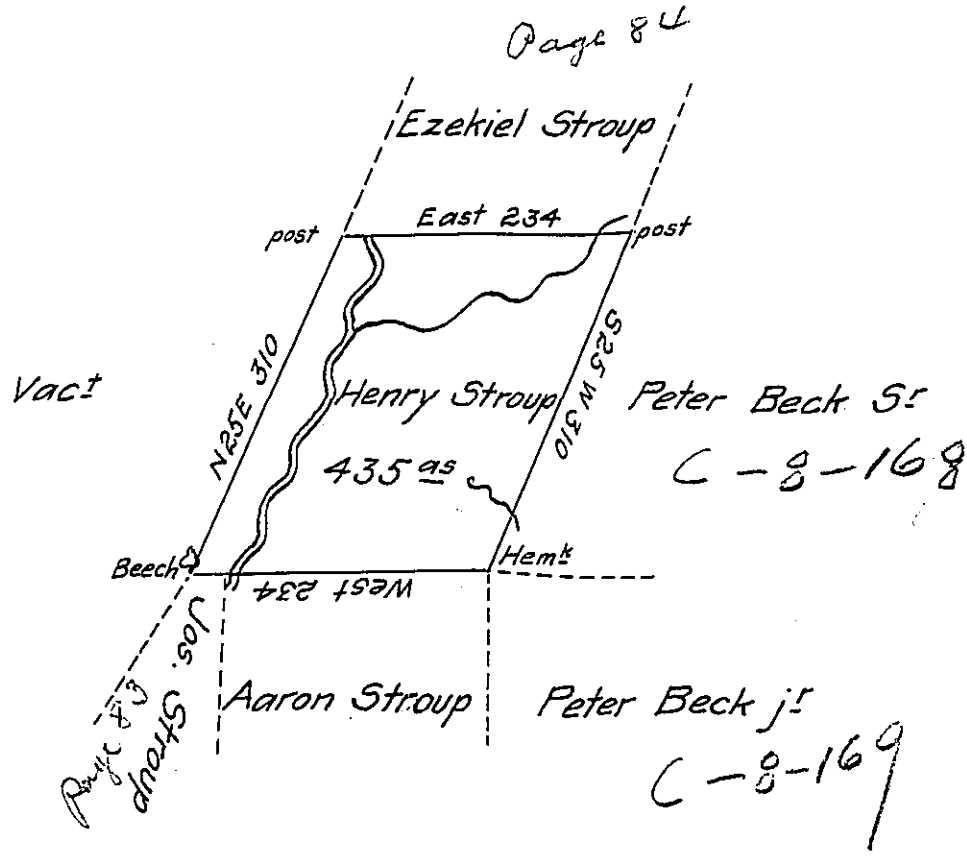 Page 84
Ezekiel Stroup
East 234
post
post
N25E 310
S25 W 310
Vact
Henry Stroup
Peter Beck Sr
435 as
C-8-168
Beech
Hemk
West 234
Jos. Stroup
Page 83
Aaron Stroup
Peter Beck jr
C-8-169